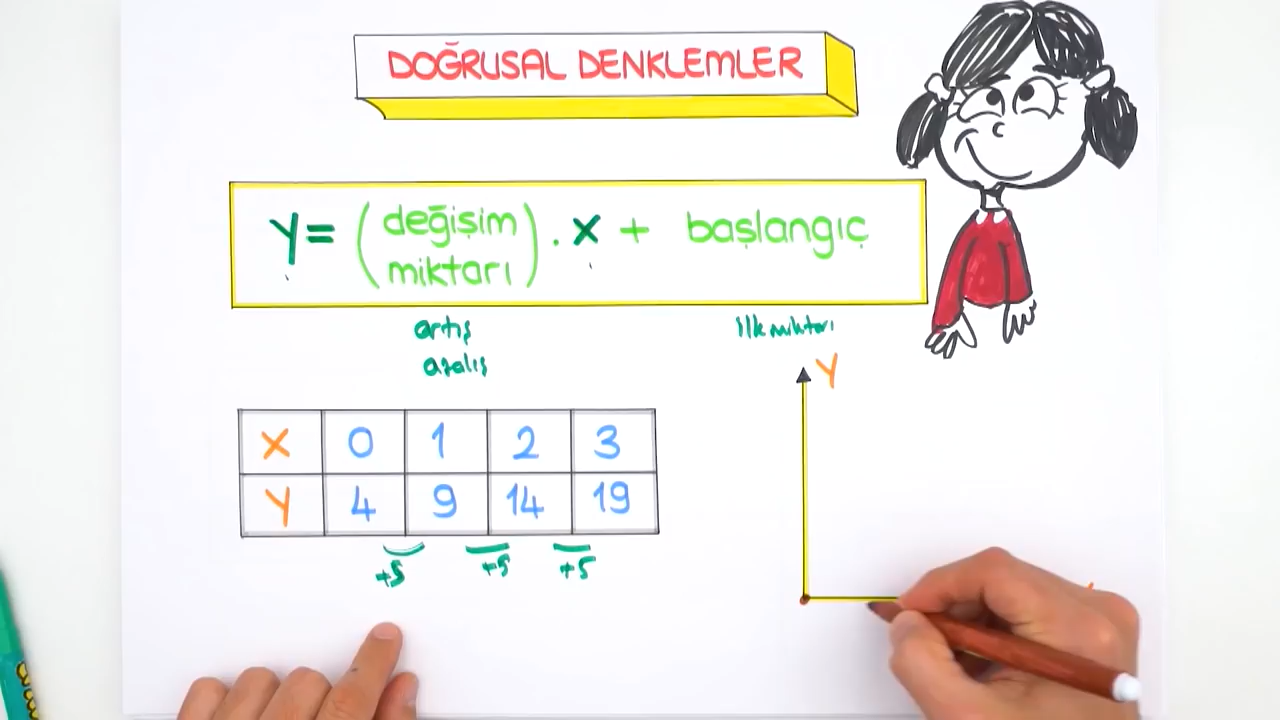 DOĞRUSAL DENKLEMLER
Y= (değişim miktarı) . X + başlangıç
artış
azalış
ilk miktarı
Y
X 0 1 2 3
Y 4 9 14 19
+5 +5 +5